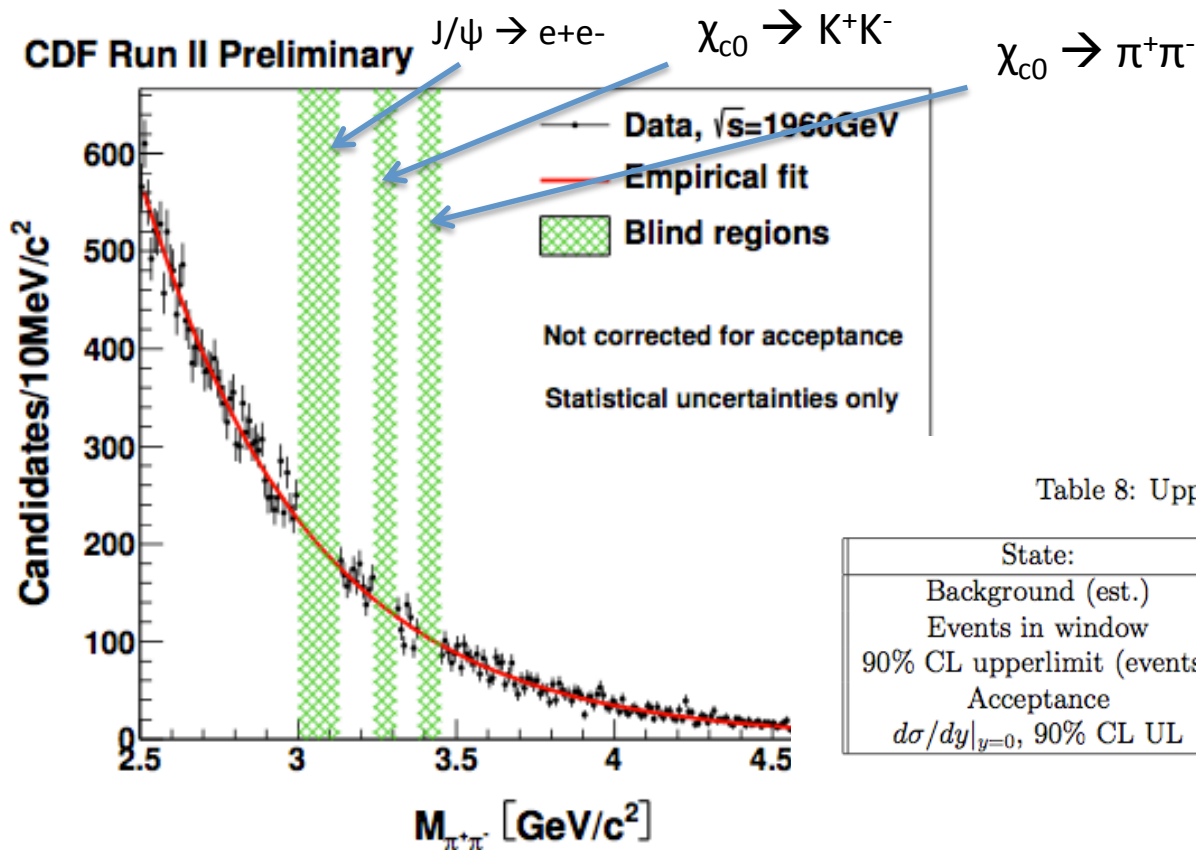 J/ψ → e+e-
χc0 → K⁺K⁻
χc0 → π⁺π⁻
CDF Run II Preliminary
Data, √s=1960GeV
Empirical fit
Blind regions
Not corrected for acceptance
Statistical uncertainties only
Candidates/10MeV/c²
600
500
400
300
200
100
0
2.5 3 3.5 4 4.5
Mπ⁺π⁻ [GeV/c²]
Table 8: Upp
State:
Background (est.)
Events in window
90% CL upperlimit (events
Acceptance
dσ/dy|y=0, 90% CL UL